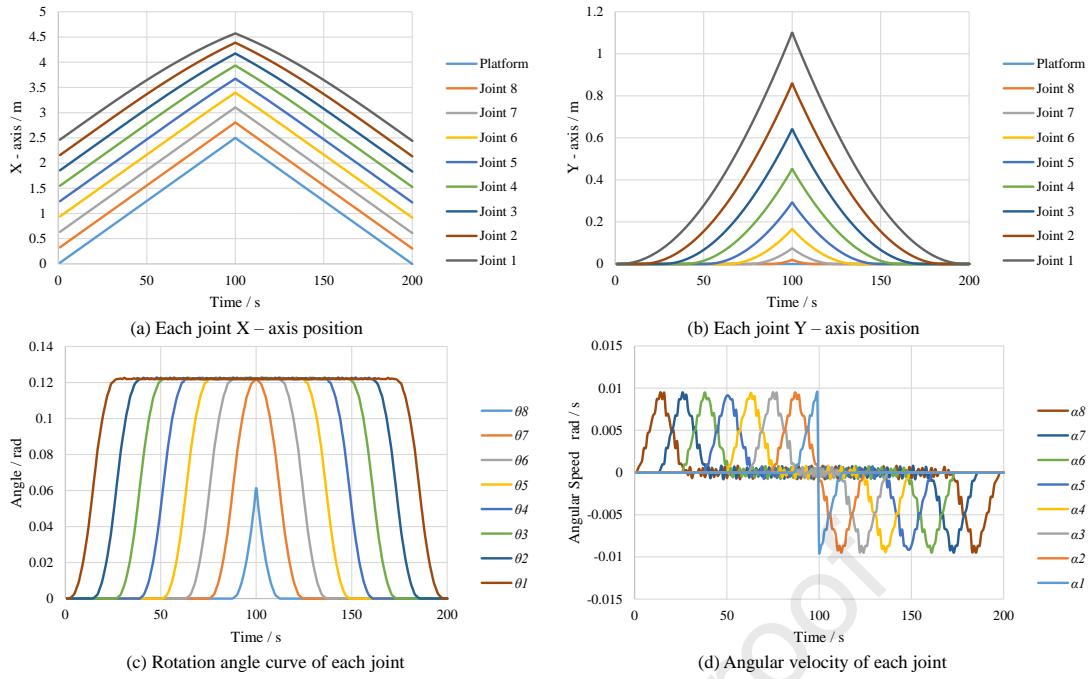 5
4.5
4
3.5
3
2.5
2
1.5
1
0.5
0
X - axis / m
0 50 100 150 200
Time / s
Platform
Joint 8
Joint 7
Joint 6
Joint 5
Joint 4
Joint 3
Joint 2
Joint 1
(a) Each joint X – axis position
1.2
1
0.8
0.6
0.4
0.2
0
Y - axis / m
0 50 100 150 200
Time / s
Platform
Joint 8
Joint 7
Joint 6
Joint 5
Joint 4
Joint 3
Joint 2
Joint 1
(b) Each joint Y – axis position
0.14
0.12
0.1
0.08
0.06
0.04
0.02
0
Angle / rad
0 50 100 150 200
Time / s
θ8
θ7
θ6
θ5
θ4
θ3
θ2
θ1
(c) Rotation angle curve of each joint
0.015
0.01
0.005
0
-0.005
-0.01
-0.015
Angular Speed rad / s
0 50 100 150 200
Time / s
α8
α7
α6
α5
α4
α3
α2
α1
(d) Angular velocity of each joint